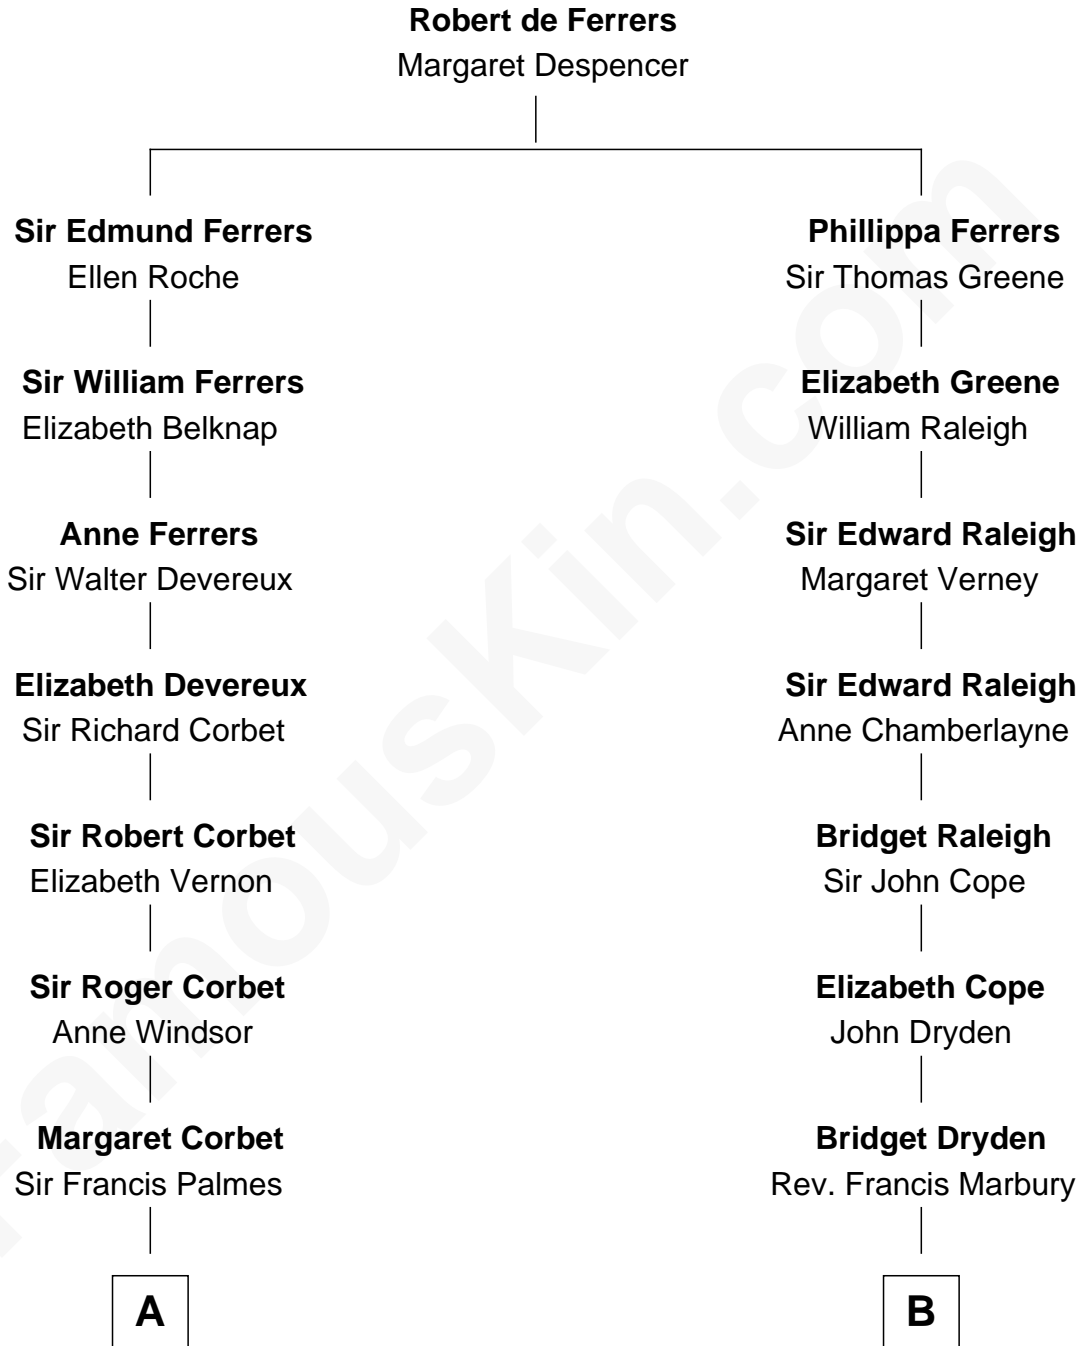 Robert de Ferrers
Margaret Despencer
Sir Edmund Ferrers
Ellen Roche
Sir William Ferrers
Elizabeth Belknap
Anne Ferrers
Sir Walter Devereux
Elizabeth Devereux
Sir Richard Corbet
Sir Robert Corbet
Elizabeth Vernon
Sir Roger Corbet
Anne Windsor
Margaret Corbet
Sir Francis Palmes
A
Phillippa Ferrers
Sir Thomas Greene
Elizabeth Greene
William Raleigh
Sir Edward Raleigh
Margaret Verney
Sir Edward Raleigh
Anne Chamberlayne
Bridget Raleigh
Sir John Cope
Elizabeth Cope
John Dryden
Bridget Dryden
Rev. Francis Marbury
B
FamousKin.com